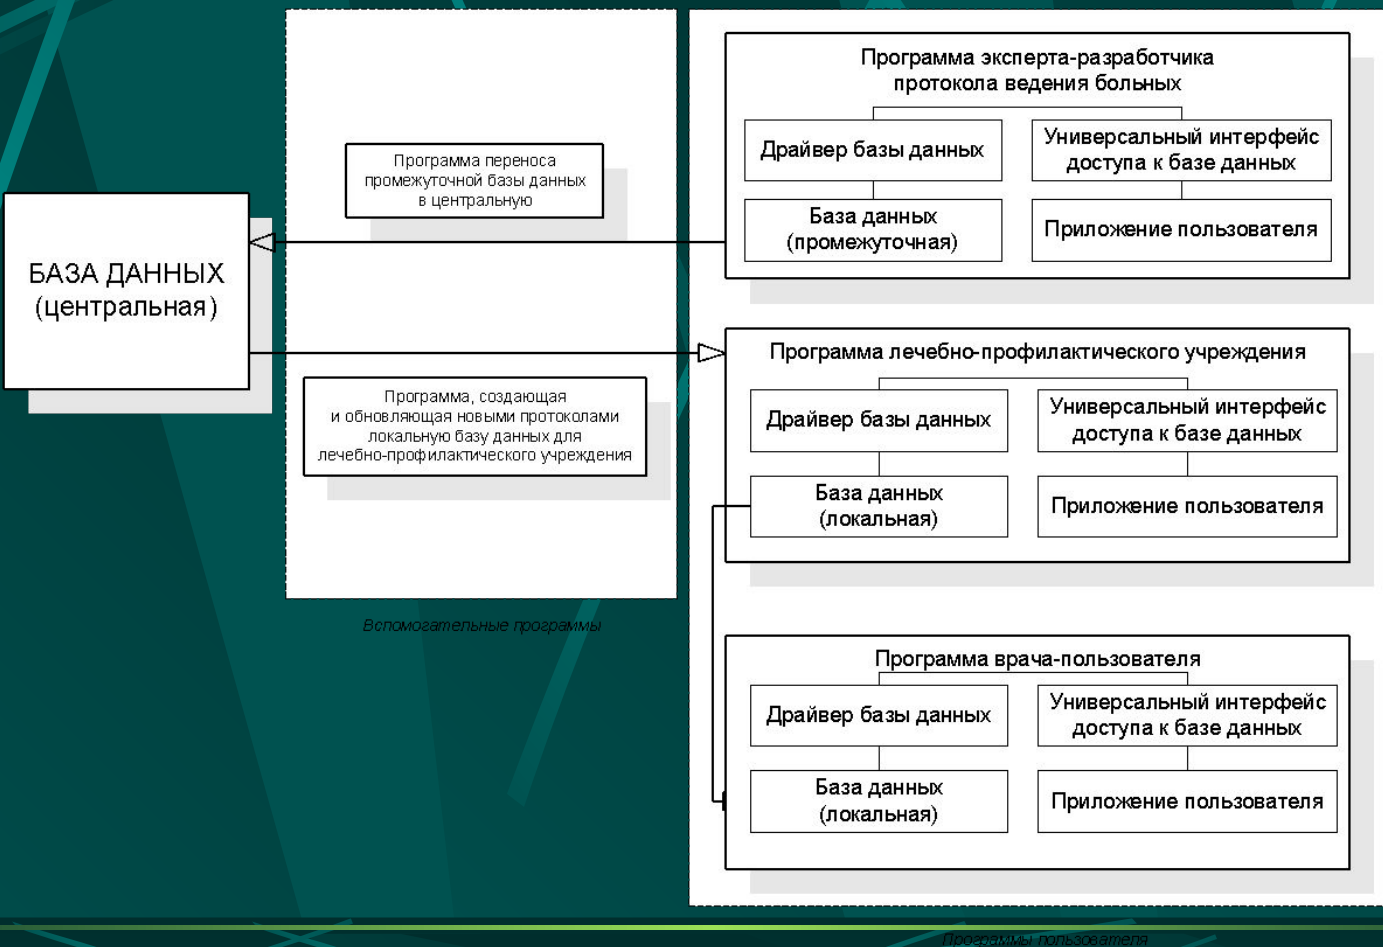 БАЗА ДАННЫХ
(центральная)
Программа переноса
промежуточной базы данных
в центральную
Программа, создающая
и обновляющая новыми протоколами
локальную базу данных для
лечебно-профилактического учреждения
Вспомогательные программы
Программа эксперта-разработчика
протокола ведения больных
Драйвер базы данных
Универсальный интерфейс
доступа к базе данных
База данных
(промежуточная)
Приложение пользователя
Программа лечебно-профилактического учреждения
Драйвер базы данных
Универсальный интерфейс
доступа к базе данных
База данных
(локальная)
Приложение пользователя
Программа врача-пользователя
Драйвер базы данных
Универсальный интерфейс
доступа к базе данных
База данных
(локальная)
Приложение пользователя
Программы пользователя